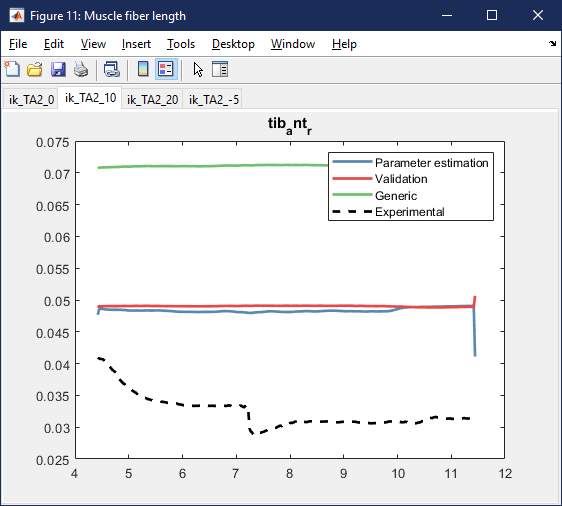 Figure 11: Muscle fiber length
File Edit View Insert Tools Desktop Window Help
ik_TA2_0 ik_TA2_10 ik_TA2_20 ik_TA2_-5
tib_ant_r
0.075
0.07
0.065
0.06
0.055
0.05
0.045
0.04
0.035
0.03
0.025
Parameter estimation
Validation
Generic
Experimental
4 5 6 7 8 9 10 11 12